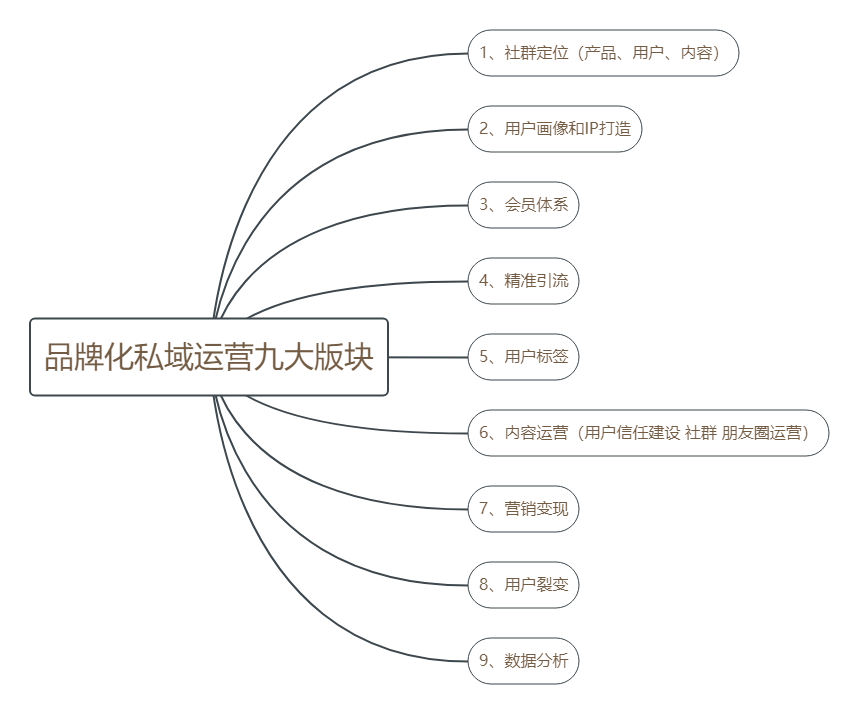 1、社群定位（产品、用户、内容）
2、用户画像和IP打造
3、会员体系
4、精准引流
品牌化私域运营九大版块
5、用户标签
6、内容运营（用户信任建设 社群 朋友圈运营）
7、营销变现
8、用户裂变
9、数据分析